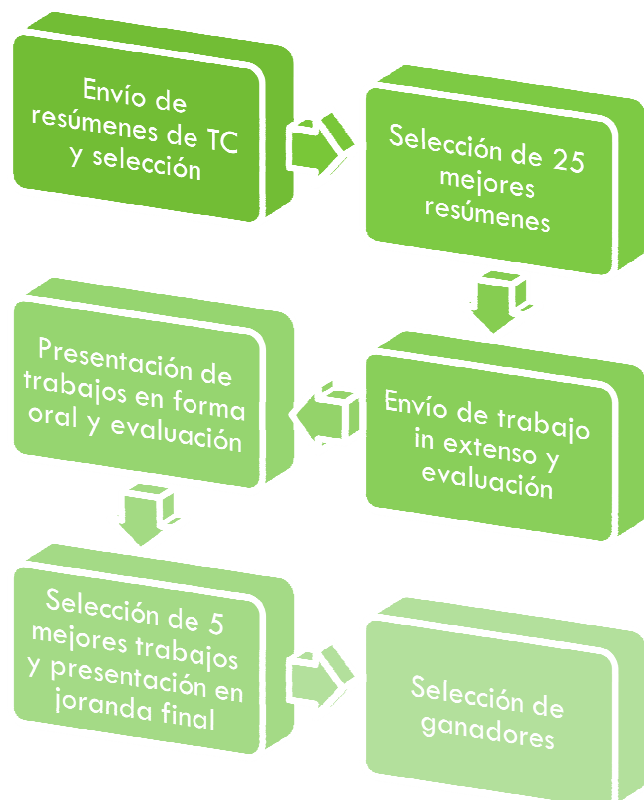 Envío de
resúmenes de TC
y selección
Selección de 25
mejores
resúmenes
Envío de trabajo
in extenso y
evaluación
Presentación de
trabajos en forma
oral y evaluación
Selección de 5
mejores trabajos
y presentación en
joranda final
Selección de
ganadores